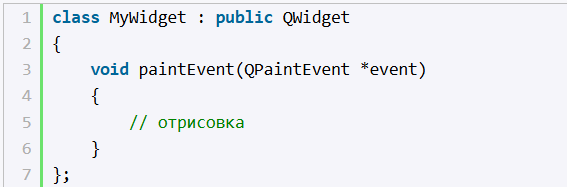 1 class MyWidget : public QWidget
2 {
3     void paintEvent(QPaintEvent *event)
4     {
5         // отрисовка
6     }
7 };